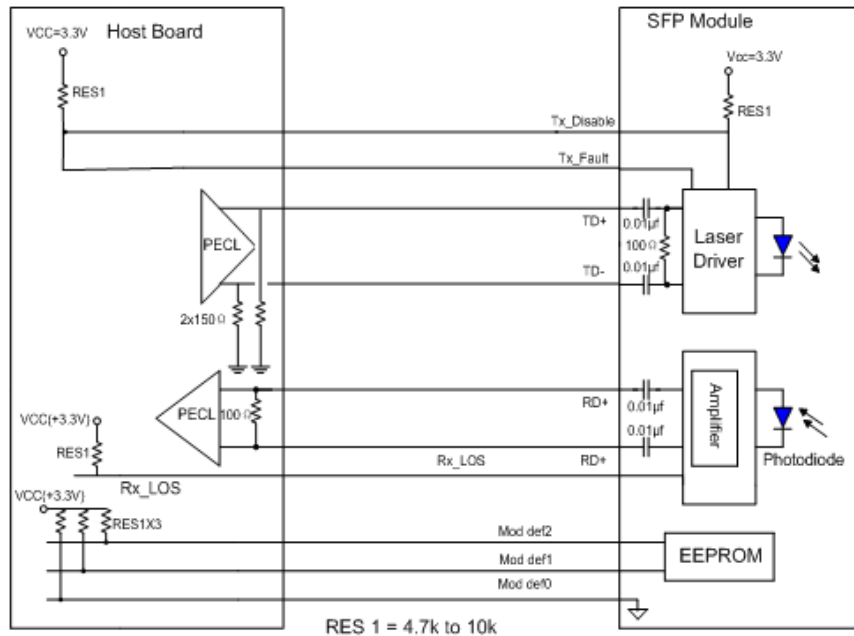 Host Board
SFP Module
VCC=3.3V
Vcc=3.3V
RES1
RES1
Tx_Disable
Tx_Fault
PECL
TD+
0.01µf
100Ω
0.01µf
TD-
Laser
Driver
2x150Ω
PECL
100Ω
RD+
0.01µf
0.01µf
RD+
Amplifier
Photodiode
VCC(+3.3V)
RES1
Rx_LOS
Rx_LOS
VCC(+3.3V)
RES1X3
Mod def2
Mod def1
Mod def0
EEPROM
RES 1 = 4.7k to 10k